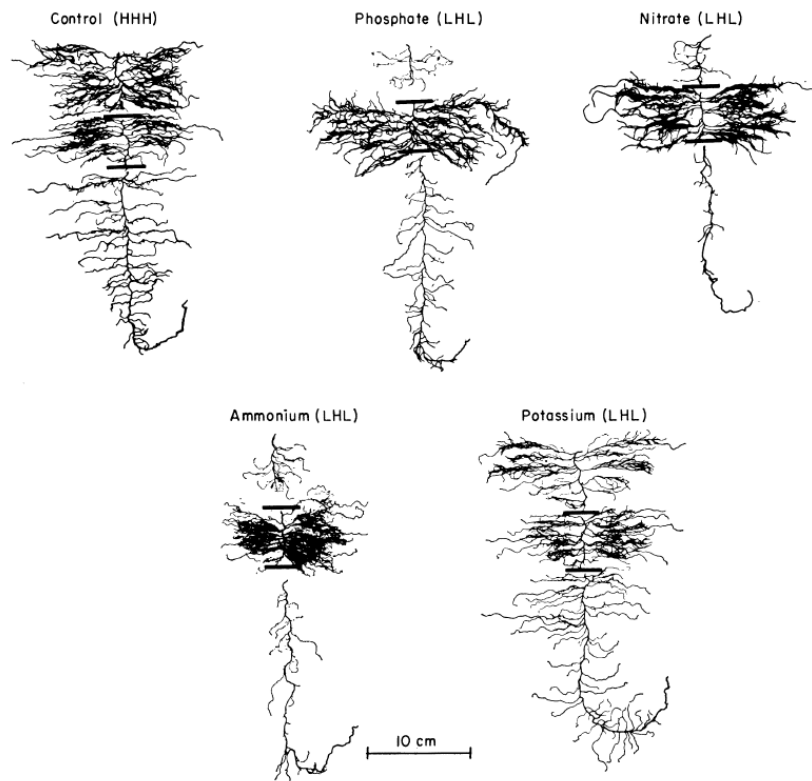 Control (HHH)
Phosphate (LHL)
Nitrate (LHL)
Ammonium (LHL)
Potassium (LHL)
10 cm